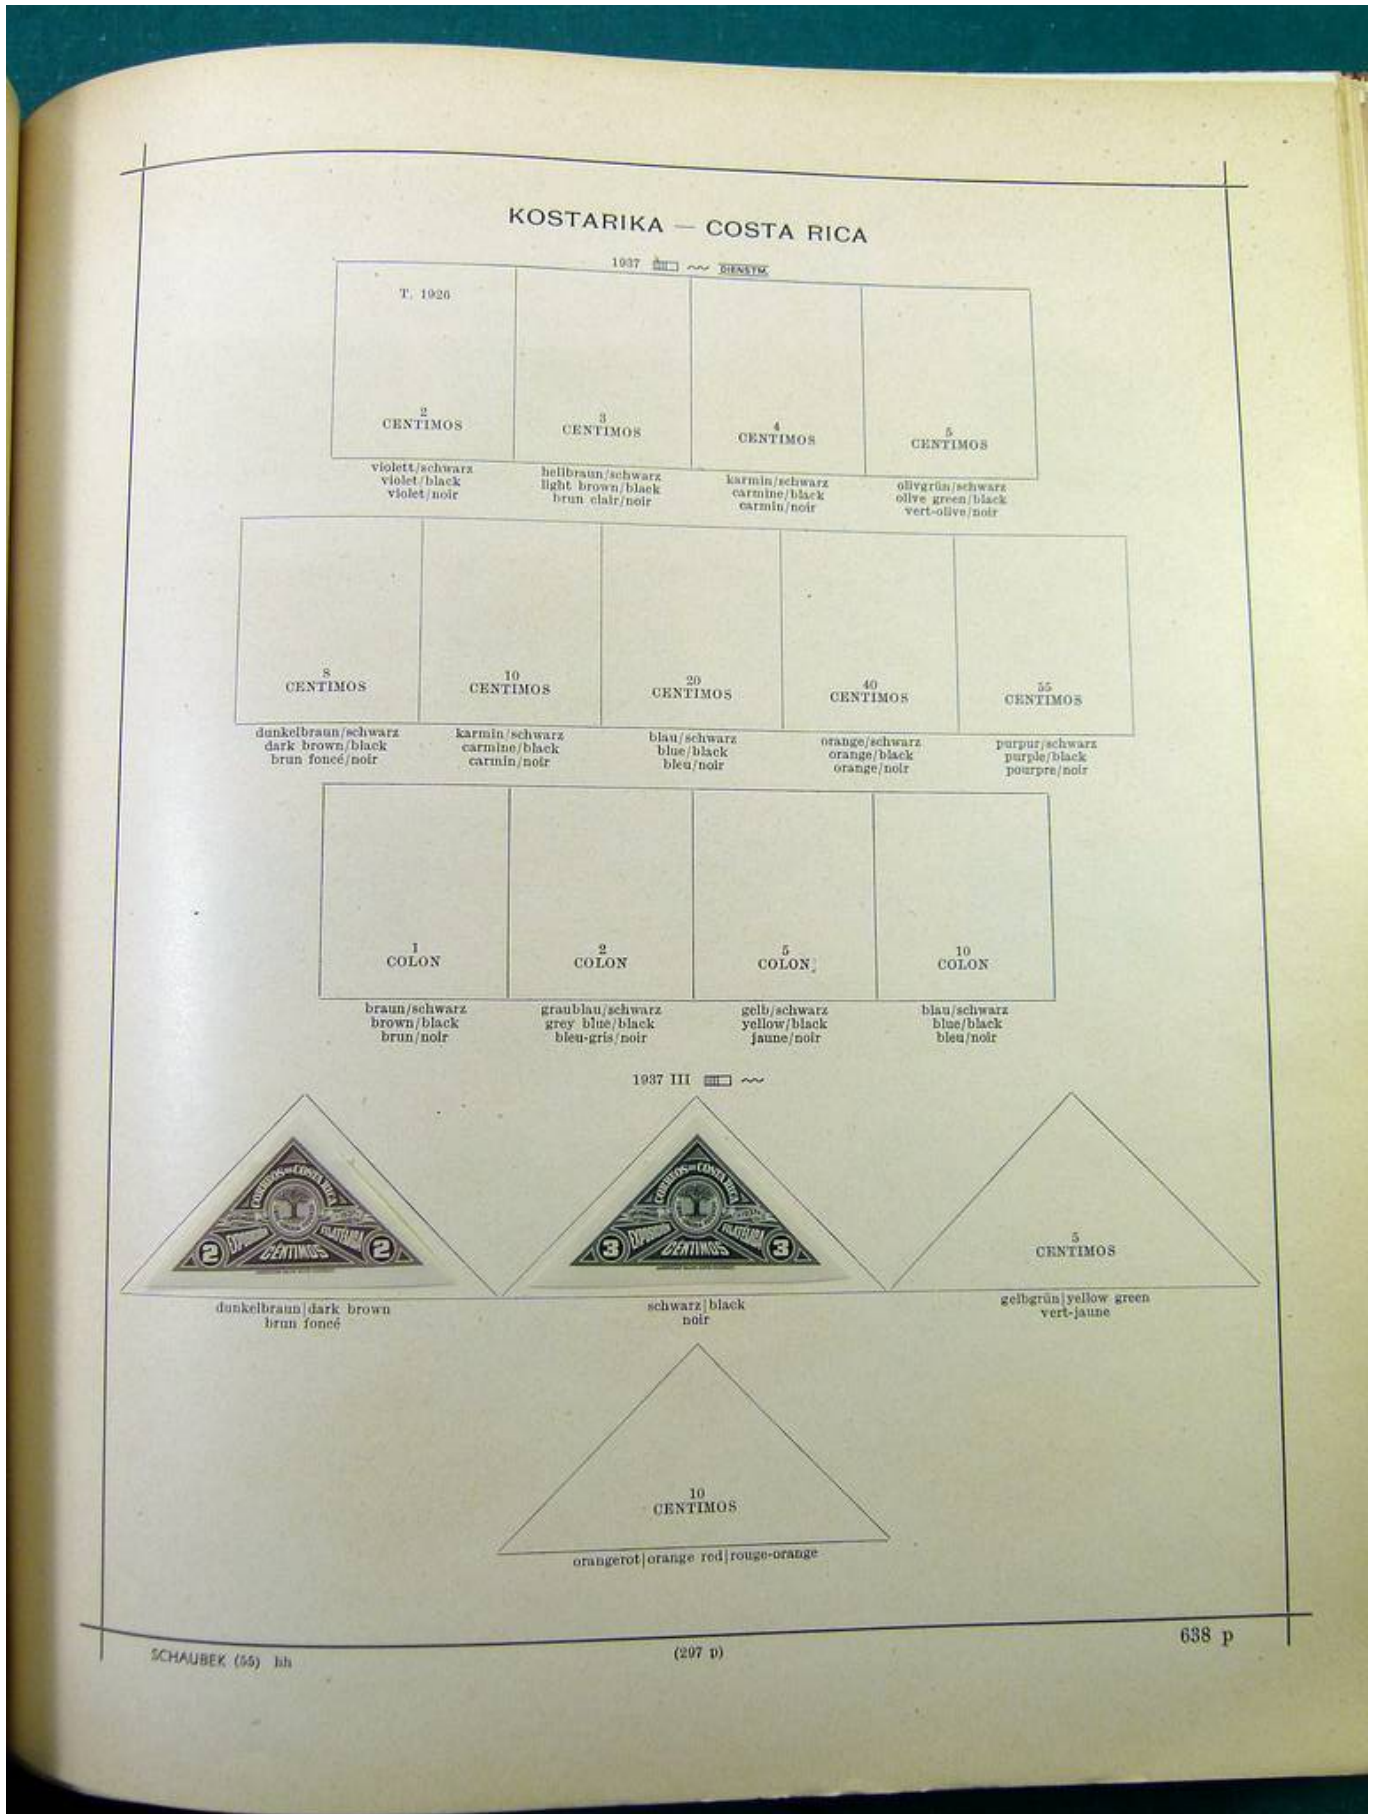 KOSTARIKA — COSTA RICA
1937 DIENSTM.
T. 1926
2
CENTIMOS
3
CENTIMOS
4
CENTIMOS
5
CENTIMOS
violett/schwarz
violet/black
violet/noir
hellbraun/schwarz
light brown/black
brun clair/noir
karmin/schwarz
carmine/black
carmin/noir
olivgrün/schwarz
olive green/black
vert-olive/noir
8
CENTIMOS
10
CENTIMOS
20
CENTIMOS
40
CENTIMOS
55
CENTIMOS
dunkelbraun/schwarz
dark brown/black
brun foncé/noir
karmin/schwarz
carmine/black
carmin/noir
blau/schwarz
blue/black
bleu/noir
orange/schwarz
orange/black
orange/noir
purpur/schwarz
purple/black
pourpre/noir
1
COLON
2
COLON
5
COLON
10
COLON
braun/schwarz
brown/black
brun/noir
graublau/schwarz
grey blue/black
bleu-gris/noir
gelb/schwarz
yellow/black
jaune/noir
blau/schwarz
blue/black
bleu/noir
1937 III
CORREOS DE COSTA RICA
EXPOSICION FILATELICA
2 CENTIMOS 2
CORREOS DE COSTA RICA
EXPOSICION FILATELICA
3 CENTIMOS 3
5
CENTIMOS
dunkelbraun|dark brown
brun foncé
schwarz|black
noir
gelbgrün|yellow green
vert-jaune
10
CENTIMOS
orangerot|orange red|rouge-orange
SCHAUBEK (55) hh
(297 p)
638 p